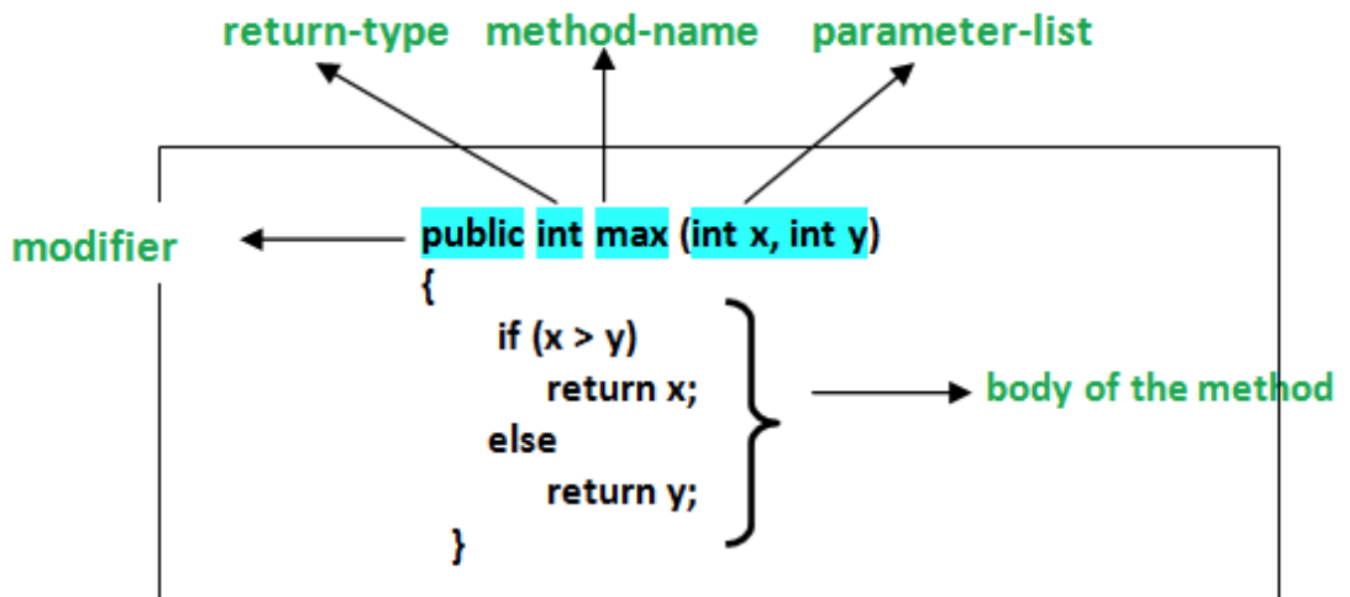 return-type method-name parameter-list
modifier
public int max (int x, int y)
{
if (x > y)
return x;
else
return y;
}
body of the method